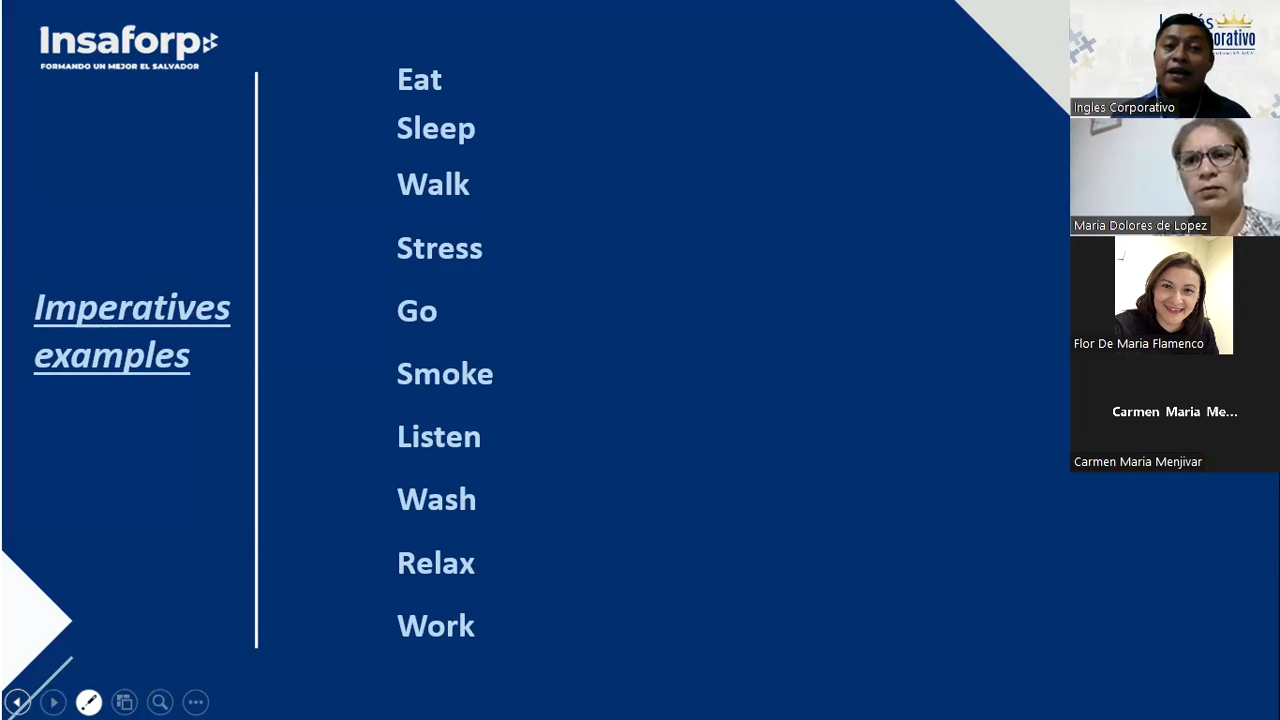 Insaforp
FORMANDO UN MEJOR EL SALVADOR
Imperatives
examples
Eat
Sleep
Walk
Stress
Go
Smoke
Listen
Wash
Relax
Work
Ingles Corporativo
Maria Dolores de Lopez
Flor De Maria Flamenco
Carmen Maria Me...
Carmen Maria Menjivar